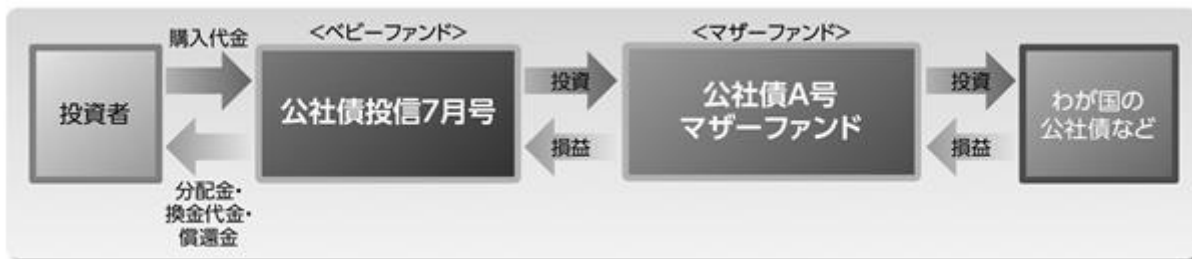 投資者
購入代金
分配金・
換金代金・
償還金
<ベビーファンド>
公社債投信7月号
投資
損益
<マザーファンド>
公社債A号
マザーファンド
投資
損益
わが国の
公社債など